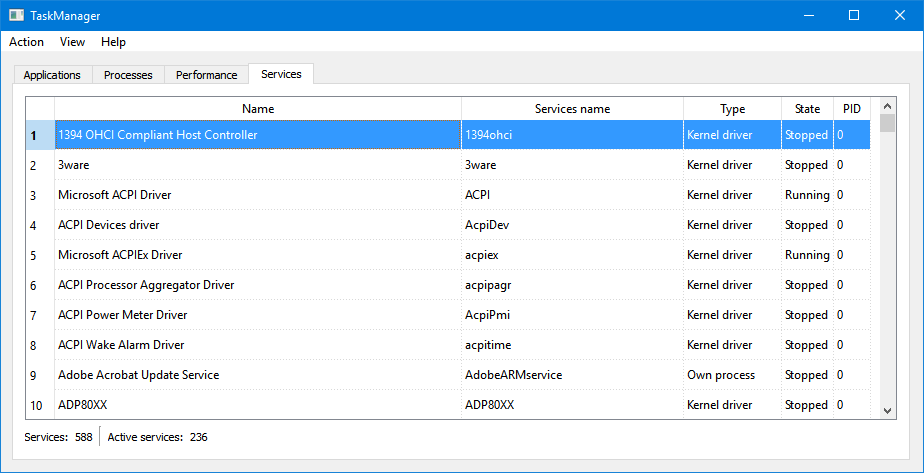 TaskManager
Action View Help
Applications Processes Performance Services
Name Services name Type State PID
1 1394 OHCI Compliant Host Controller 1394ohci Kernel driver Stopped 0
2 3ware 3ware Kernel driver Stopped 0
3 Microsoft ACPI Driver ACPI Kernel driver Running 0
4 ACPI Devices driver AcpiDev Kernel driver Stopped 0
5 Microsoft ACPIEx Driver acpiex Kernel driver Running 0
6 ACPI Processor Aggregator Driver acpipagr Kernel driver Stopped 0
7 ACPI Power Meter Driver AcpiPmi Kernel driver Stopped 0
8 ACPI Wake Alarm Driver acpitime Kernel driver Stopped 0
9 Adobe Acrobat Update Service AdobeARMservice Own process Stopped 0
10 ADP80XX ADP80XX Kernel driver Stopped 0
Services: 588 Active services: 236